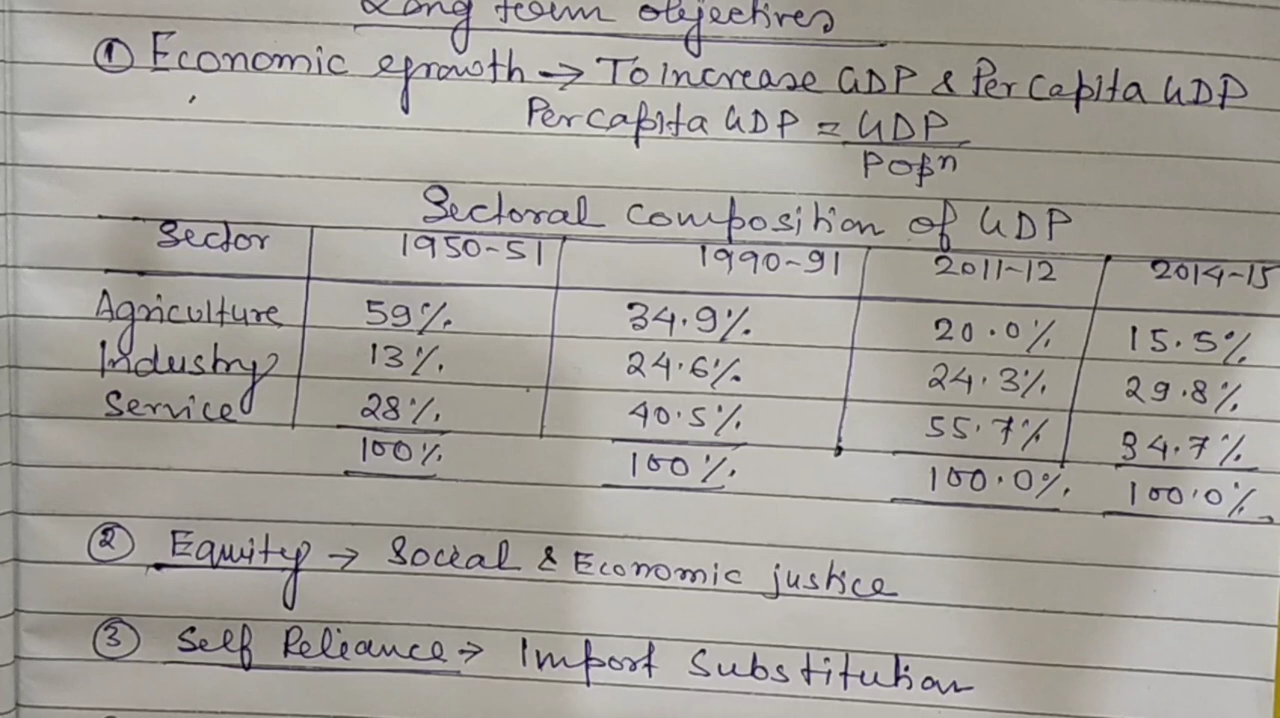 Long term objectives
① Economic growth → To increase GDP & Per Capita GDP
Per capita GDP = GDP
Popn
Sectoral composition of GDP
Sector 1950-51 1990-91 2011-12 2014-15
Agriculture 59% 34.9% 20.0% 15.5%
Industry 13% 24.6% 24.3% 29.8%
Service 28% 40.5% 55.7% 34.7%
100% 100% 100.0% 100.0%
② Equity → Social & Economic justice
③ Self Reliance → Import Substitution